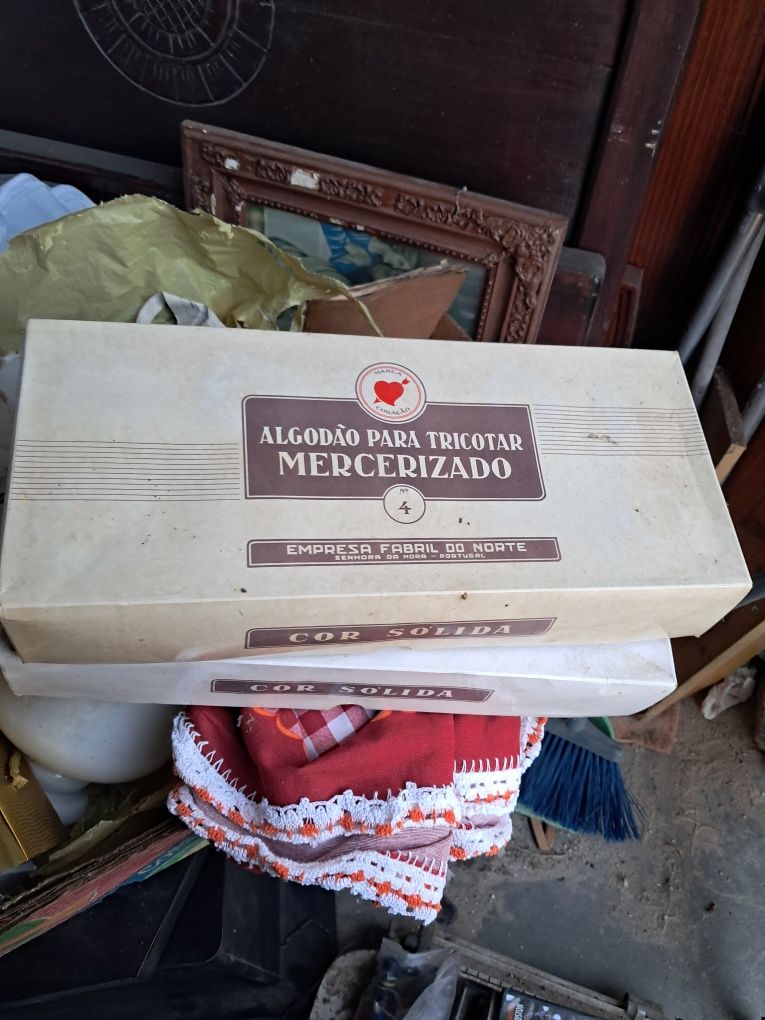 MARCA
CORAÇÃO
ALGODÃO PARA TRICOTAR
MERCERIZADO
Nº
4
EMPRESA FABRIL DO NORTE
SENHORA DA HORA - PORTUGAL
COR SÓLIDA
COR SÓLIDA